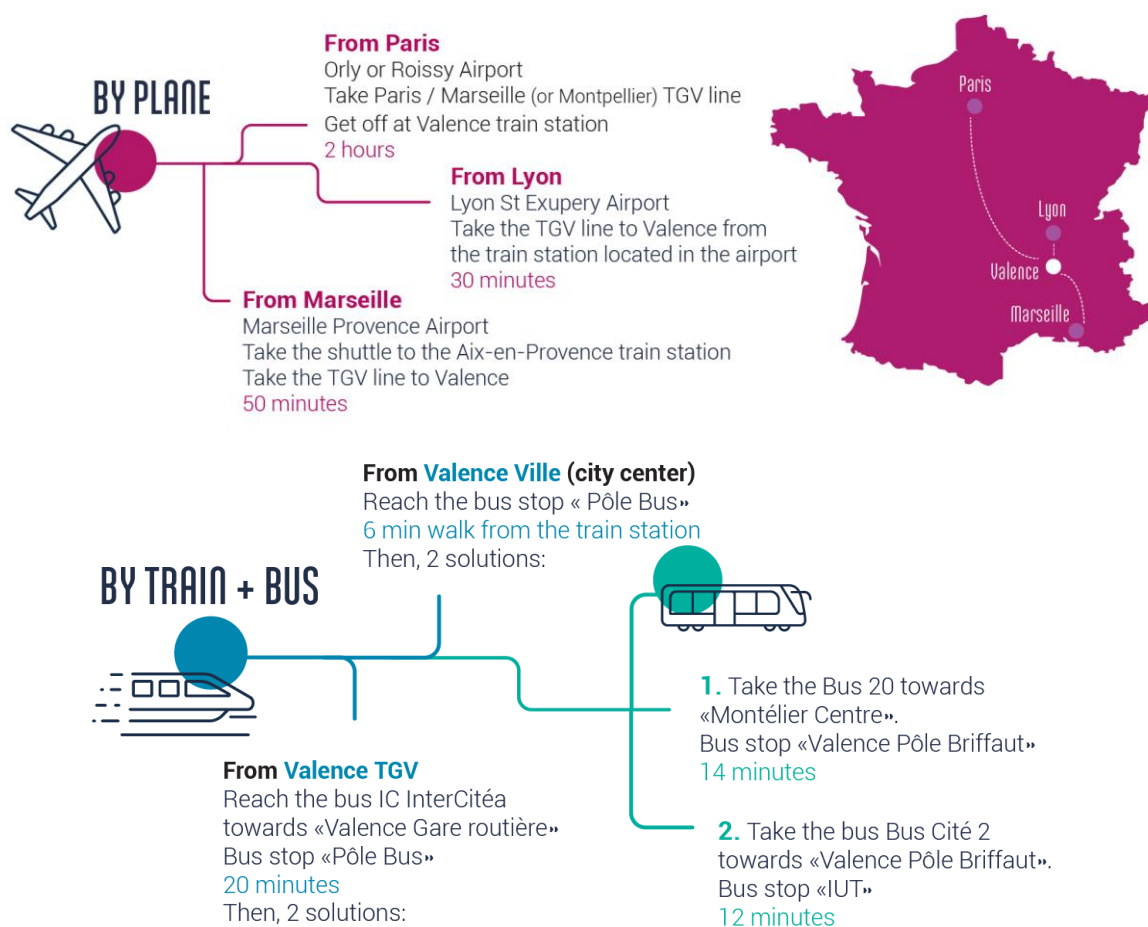 BY PLANE
From Paris
Orly or Roissy Airport
Take Paris / Marseille (or Montpellier) TGV line
Get off at Valence train station
2 hours
From Lyon
Lyon St Exupery Airport
Take the TGV line to Valence from
the train station located in the airport
30 minutes
From Marseille
Marseille Provence Airport
Take the shuttle to the Aix-en-Provence train station
Take the TGV line to Valence
50 minutes
Paris
Lyon
Valence
Marseille
BY TRAIN + BUS
From Valence Ville (city center)
Reach the bus stop « Pôle Bus»
6 min walk from the train station
Then, 2 solutions:
From Valence TGV
Reach the bus IC InterCitéa
towards «Valence Gare routière»
Bus stop «Pôle Bus»
20 minutes
Then, 2 solutions:
1. Take the Bus 20 towards
«Montélier Centre».
Bus stop «Valence Pôle Briffaut»
14 minutes
2. Take the bus Bus Cité 2
towards «Valence Pôle Briffaut».
Bus stop «IUT»
12 minutes